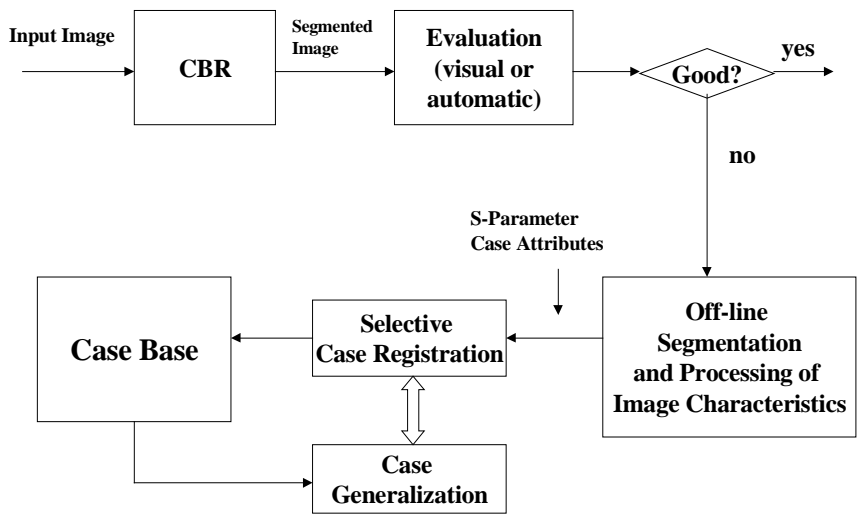 Input Image
CBR
Segmented
Image
Evaluation
(visual or
automatic)
Good?
yes
no
S-Parameter
Case Attributes
Off-line
Segmentation
and Processing of
Image Characteristics
Selective
Case Registration
Case Base
Case
Generalization